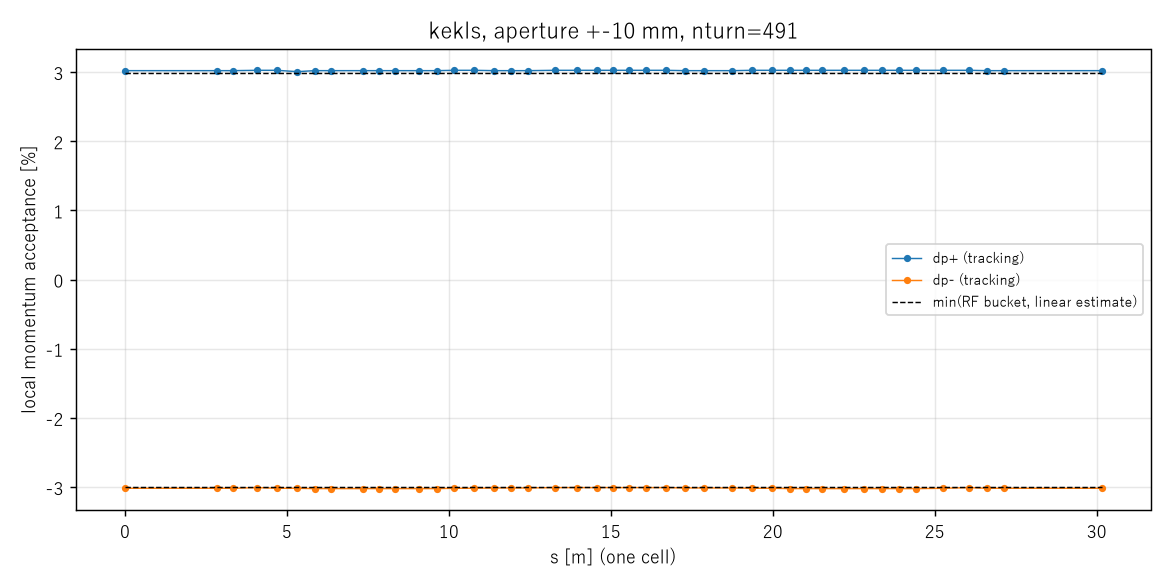 kekls, aperture +-10 mm, nturn=491
local momentum acceptance [%]
3
2
1
0
-1
-2
-3
dp+ (tracking)
dp- (tracking)
min(RF bucket, linear estimate)
0 5 10 15 20 25 30
s [m] (one cell)